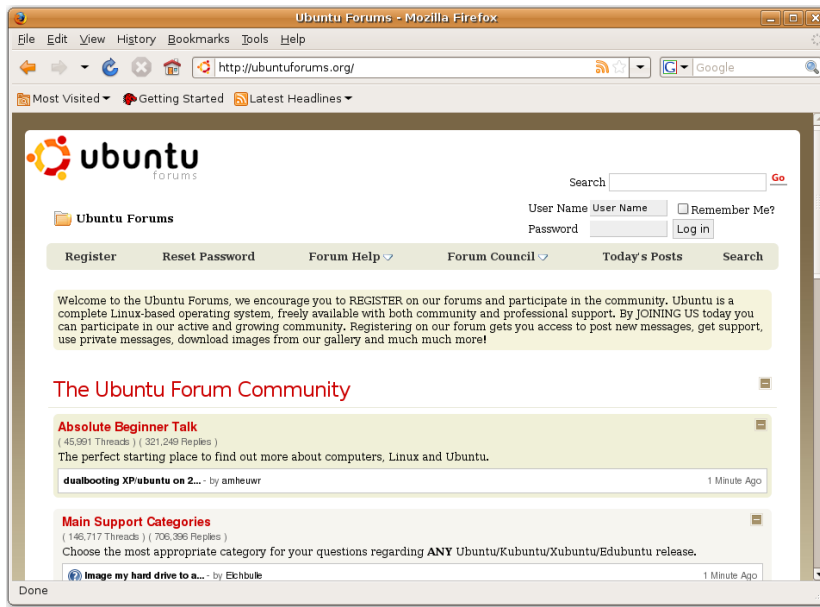 Ubuntu Forums - Mozilla Firefox
File Edit View History Bookmarks Tools Help
http://ubuntuforums.org/
G
Google
Most Visited
Getting Started
Latest Headlines
ubuntu
forums
Search
Go
Ubuntu Forums
User Name
User Name
Remember Me?
Password
Log in
Register
Reset Password
Forum Help
Forum Council
Today's Posts
Search
Welcome to the Ubuntu Forums, we encourage you to REGISTER on our forums and participate in the community. Ubuntu is a
complete Linux-based operating system, freely available with both community and professional support. By JOINING US today you
can participate in our active and growing community. Registering on our forum gets you access to post new messages, get support,
use private messages, download images from our gallery and much much more!
The Ubuntu Forum Community
Absolute Beginner Talk
( 45,991 Threads ) ( 321,249 Replies )
The perfect starting place to find out more about computers, Linux and Ubuntu.
dualbooting XP/ubuntu on 2... - by amheuwr
1 Minute Ago
Main Support Categories
( 146,717 Threads ) ( 706,396 Replies )
Choose the most appropriate category for your questions regarding ANY Ubuntu/Kubuntu/Xubuntu/Edubuntu release.
Image my hard drive to a... - by Eichbulle
1 Minute Ago
Done